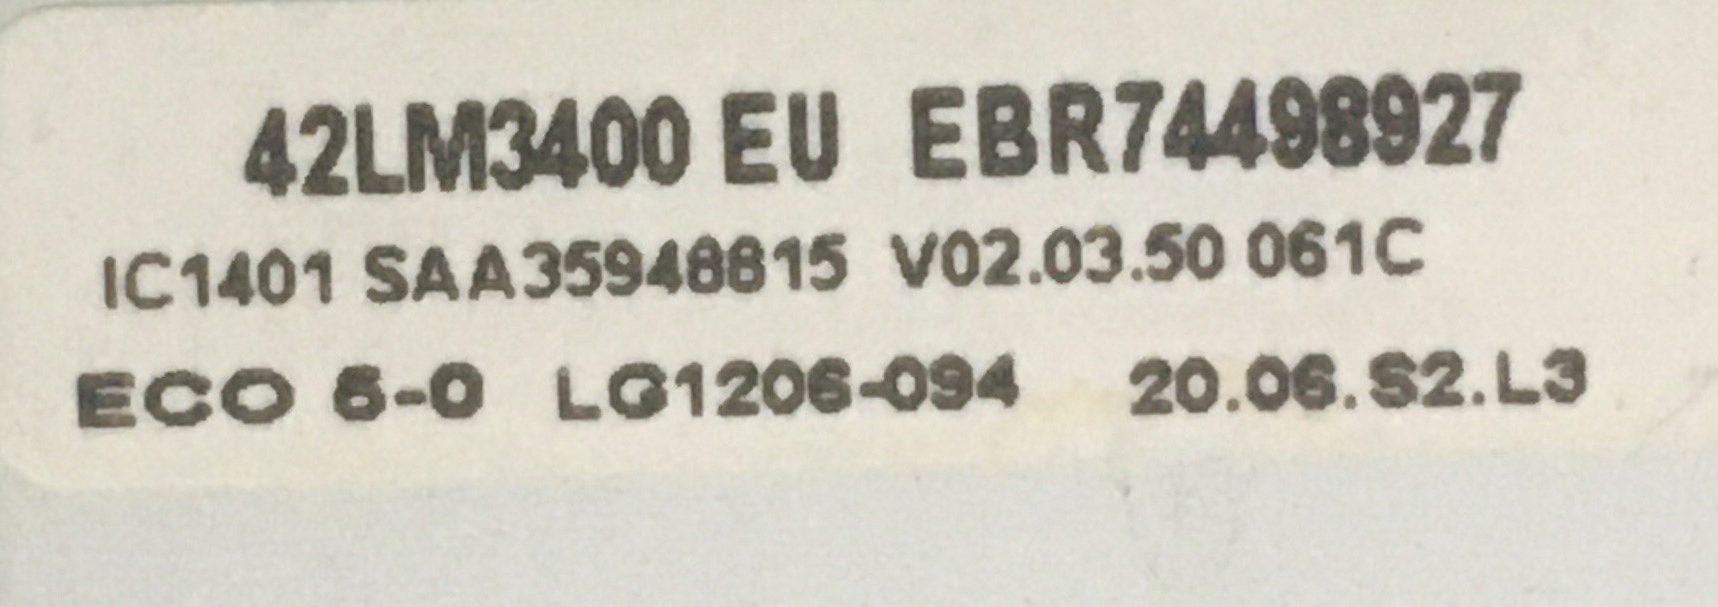 42LM3400 EU EBR74498927
IC1401 SAA35948815 V02.03.50 061C
ECO 6-0 LG1206-094 20.06.S2.L3